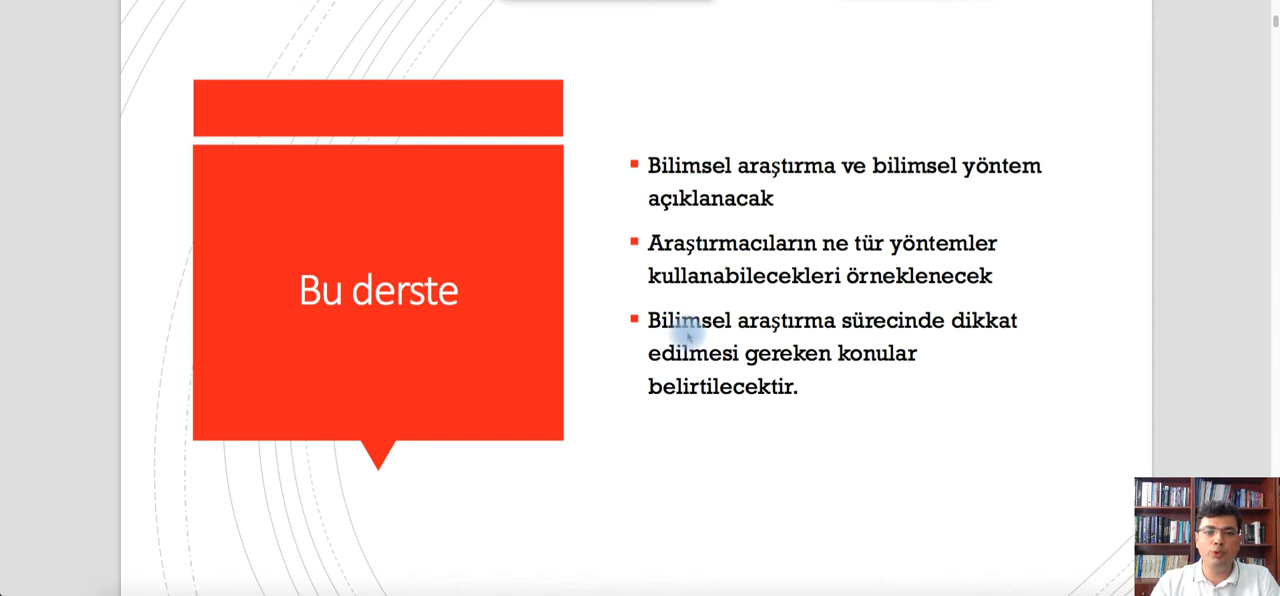 Bu derste
Bilimsel araştırma ve bilimsel yöntem
açıklanacak
Araştırmacıların ne tür yöntemler
kullanabilecekleri örneklenecek
Bilimsel araştırma sürecinde dikkat
edilmesi gereken konular
belirtilecektir.